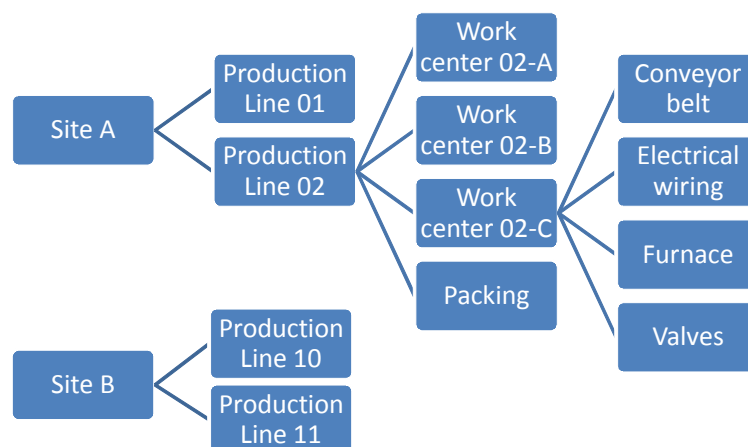 Site A
Production
Line 01
Production
Line 02
Work
center 02-A
Work
center 02-B
Work
center 02-C
Packing
Conveyor
belt
Electrical
wiring
Furnace
Valves
Site B
Production
Line 10
Production
Line 11